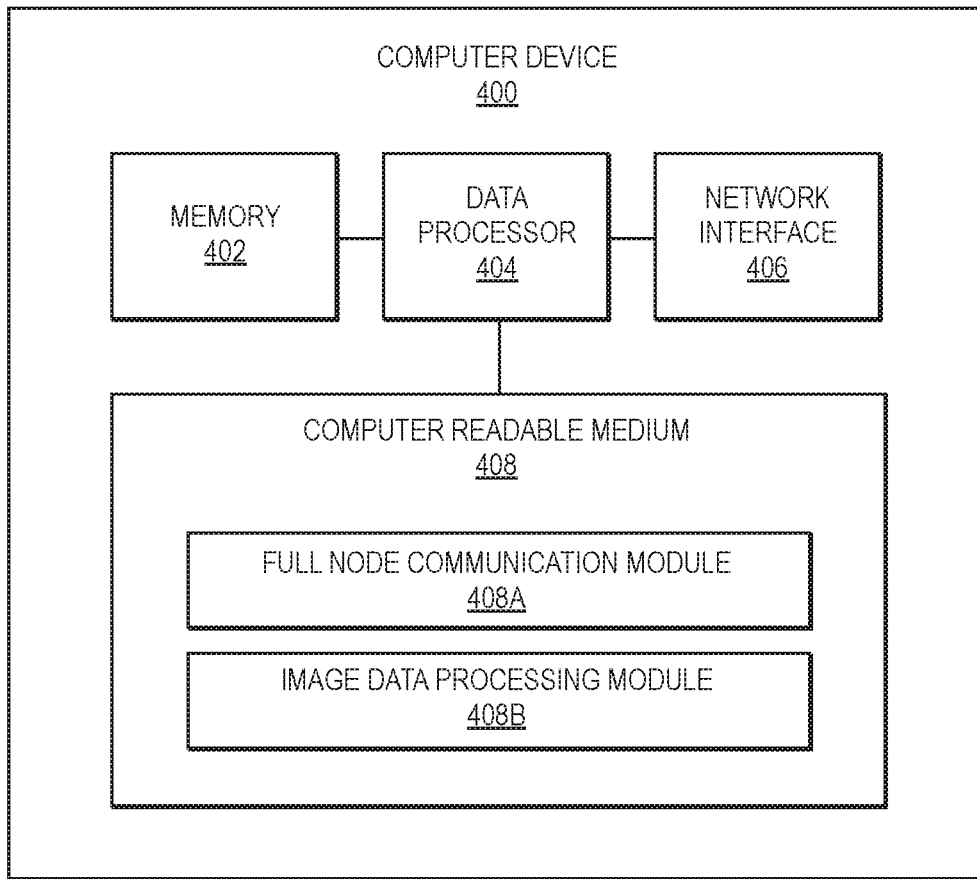 COMPUTER DEVICE
400
MEMORY
402
DATA
PROCESSOR
404
NETWORK
INTERFACE
406
COMPUTER READABLE MEDIUM
408
FULL NODE COMMUNICATION MODULE
408A
IMAGE DATA PROCESSING MODULE
408B